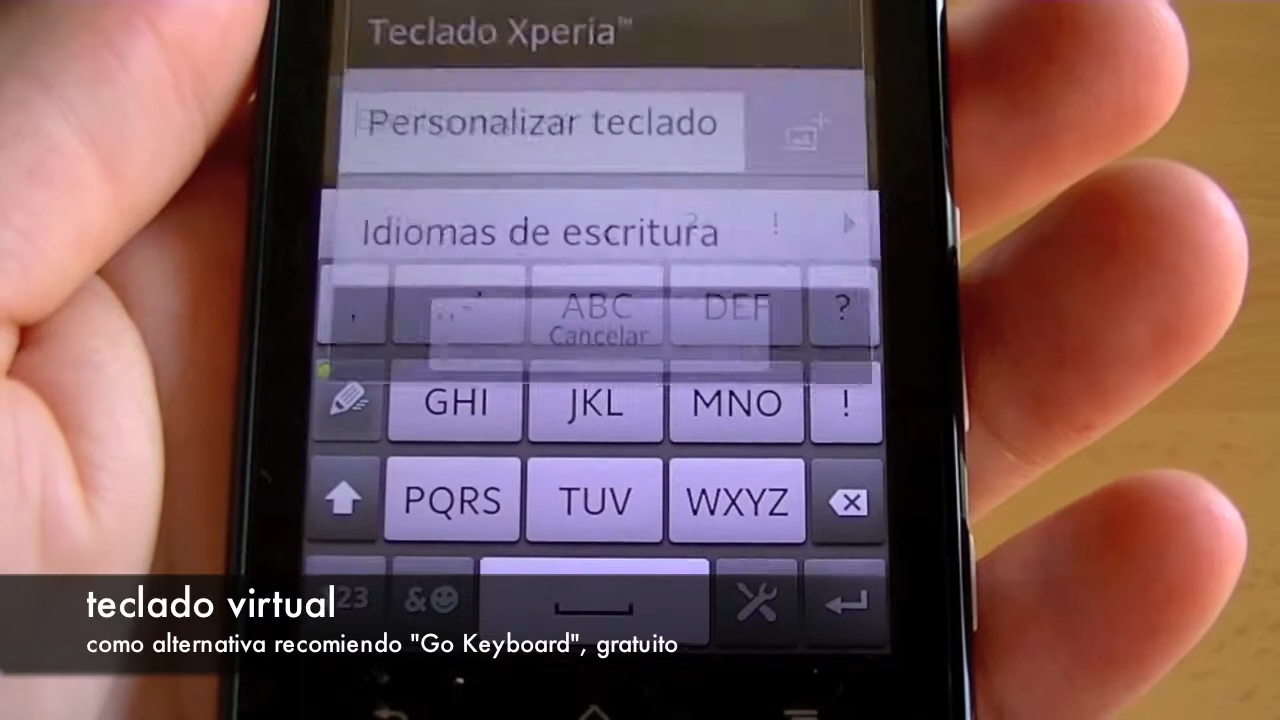 Teclado Xperia™
Personalizar teclado
Idiomas de escritura
? !
, .,-' ABC DEF ?
Cancelar
GHI JKL MNO !
PQRS TUV WXYZ
23 &
teclado virtual
como alternativa recomiendo "Go Keyboard", gratuito